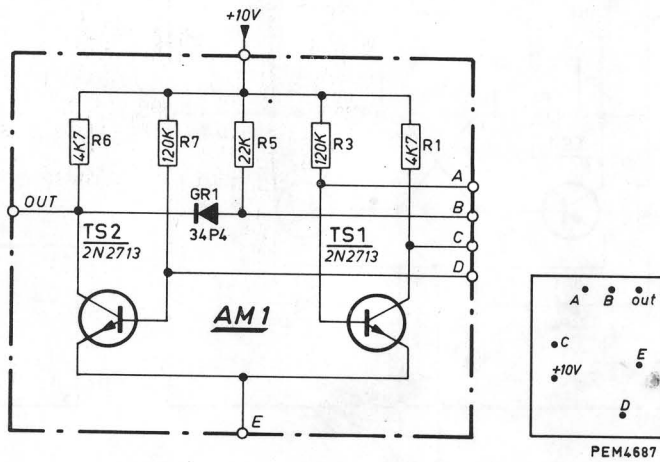 +10V
4K7 R6
120K R7
22K R5
120K R3
4K7 R1
A
GR1
OUT
B
34P4
TS2
2N2713
TS1
2N2713
C
D
AM1
E
A B out
C
E
+10V
D
PEM4687